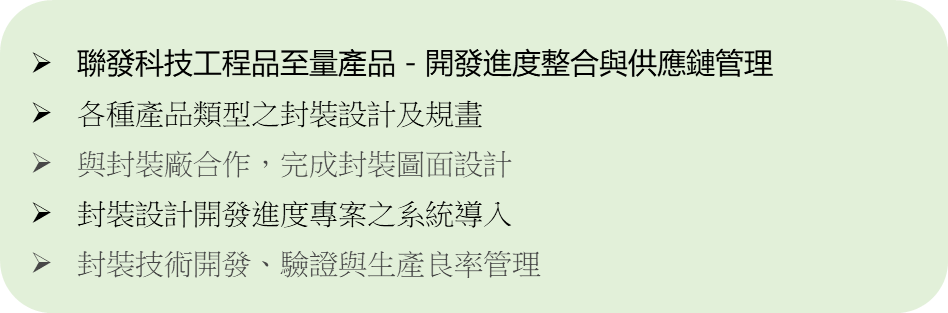 ➢ 聯發科技工程品至量產品 - 開發進度整合與供應鏈管理
➢ 各種產品類型之封裝設計及規畫
➢ 與封裝廠合作，完成封裝圖面設計
➢ 封裝設計開發進度專案之系統導入
➢ 封裝技術開發、驗證與生產良率管理